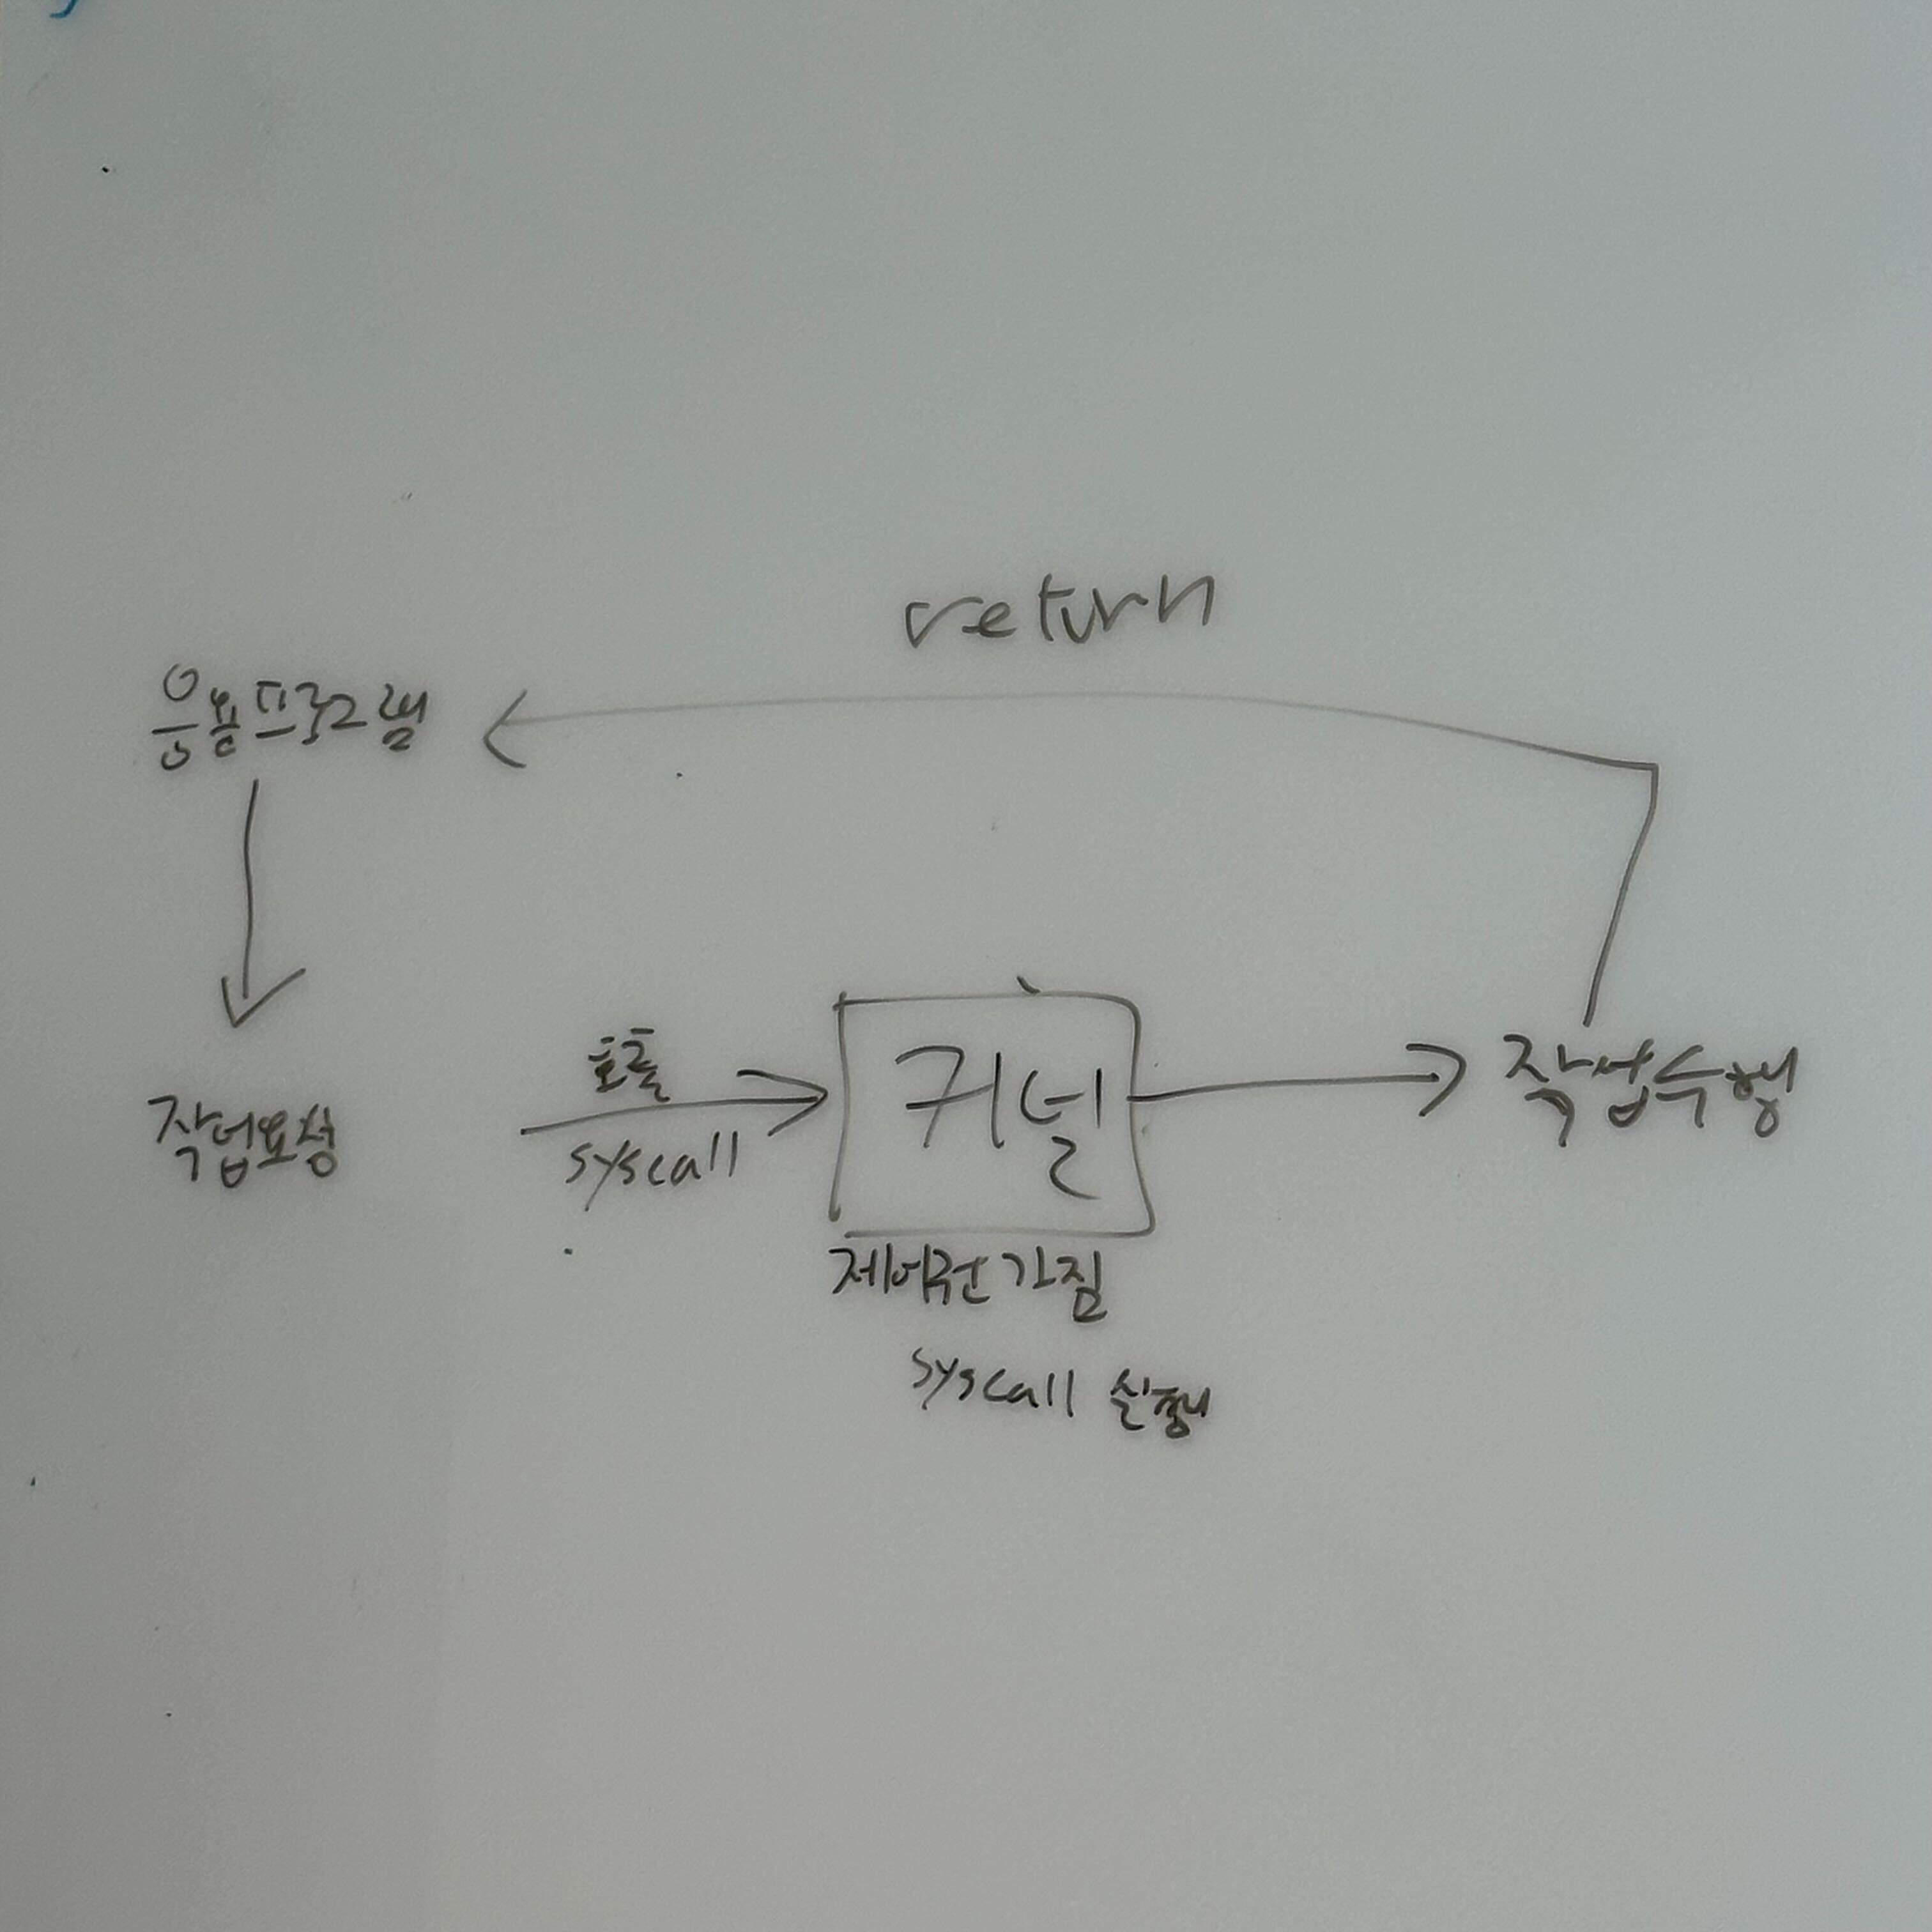 return
응용프로그램
호출
syscall
커널
작업수행
작업요청
제어권 가짐
syscall 실행